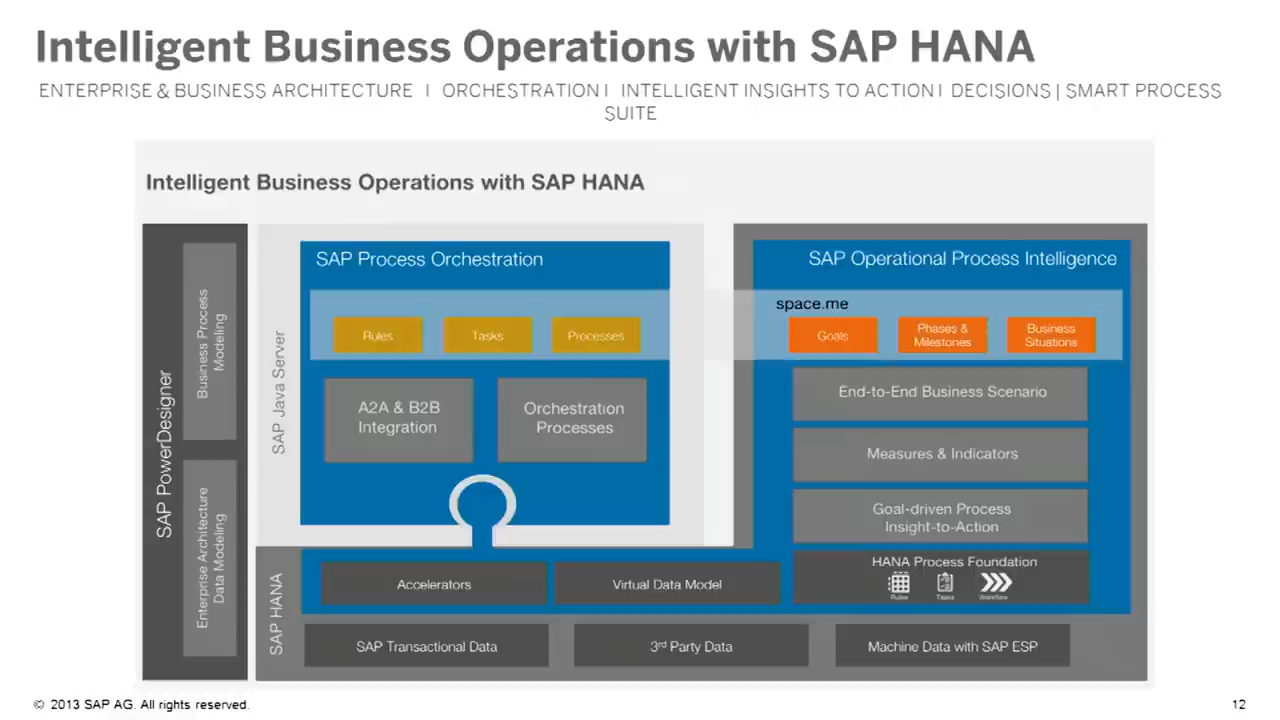 Intelligent Business Operations with SAP HANA
ENTERPRISE & BUSINESS ARCHITECTURE I ORCHESTRATION I INTELLIGENT INSIGHTS TO ACTION I DECISIONS | SMART PROCESS
SUITE
Intelligent Business Operations with SAP HANA
SAP PowerDesigner
Business Process
Modeling
Enterprise Architecture
Data Modeling
SAP Java Server
SAP Process Orchestration
Rules
Tasks
Processes
A2A & B2B
Integration
Orchestration
Processes
SAP Operational Process Intelligence
space.me
Goals
Phases &
Milestones
Business
Situations
End-to-End Business Scenario
Measures & Indicators
Goal-driven Process
Insight-to-Action
HANA Process Foundation
Rules
Tasks
Workflow
SAP HANA
Accelerators
Virtual Data Model
SAP Transactional Data
3rd Party Data
Machine Data with SAP ESP
© 2013 SAP AG. All rights reserved.
12